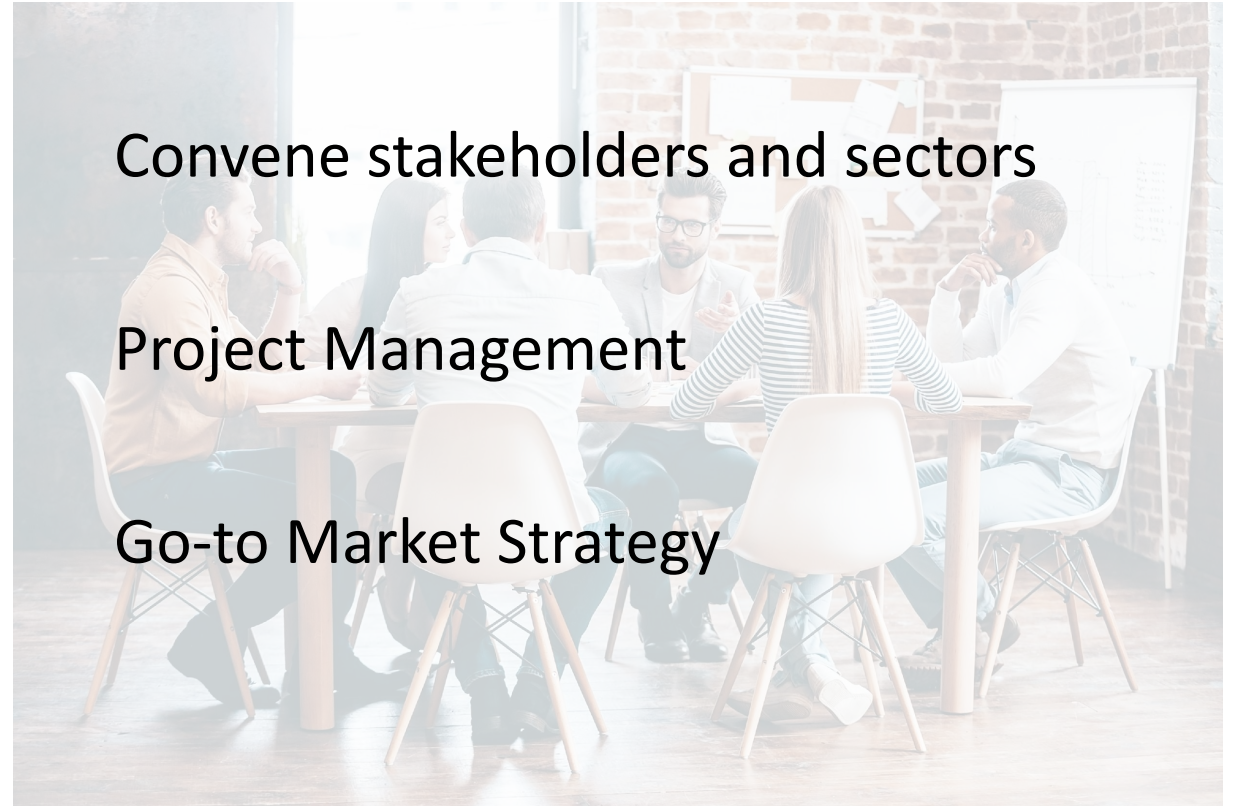 Convene stakeholders and sectors
Project Management
Go-to Market Strategy